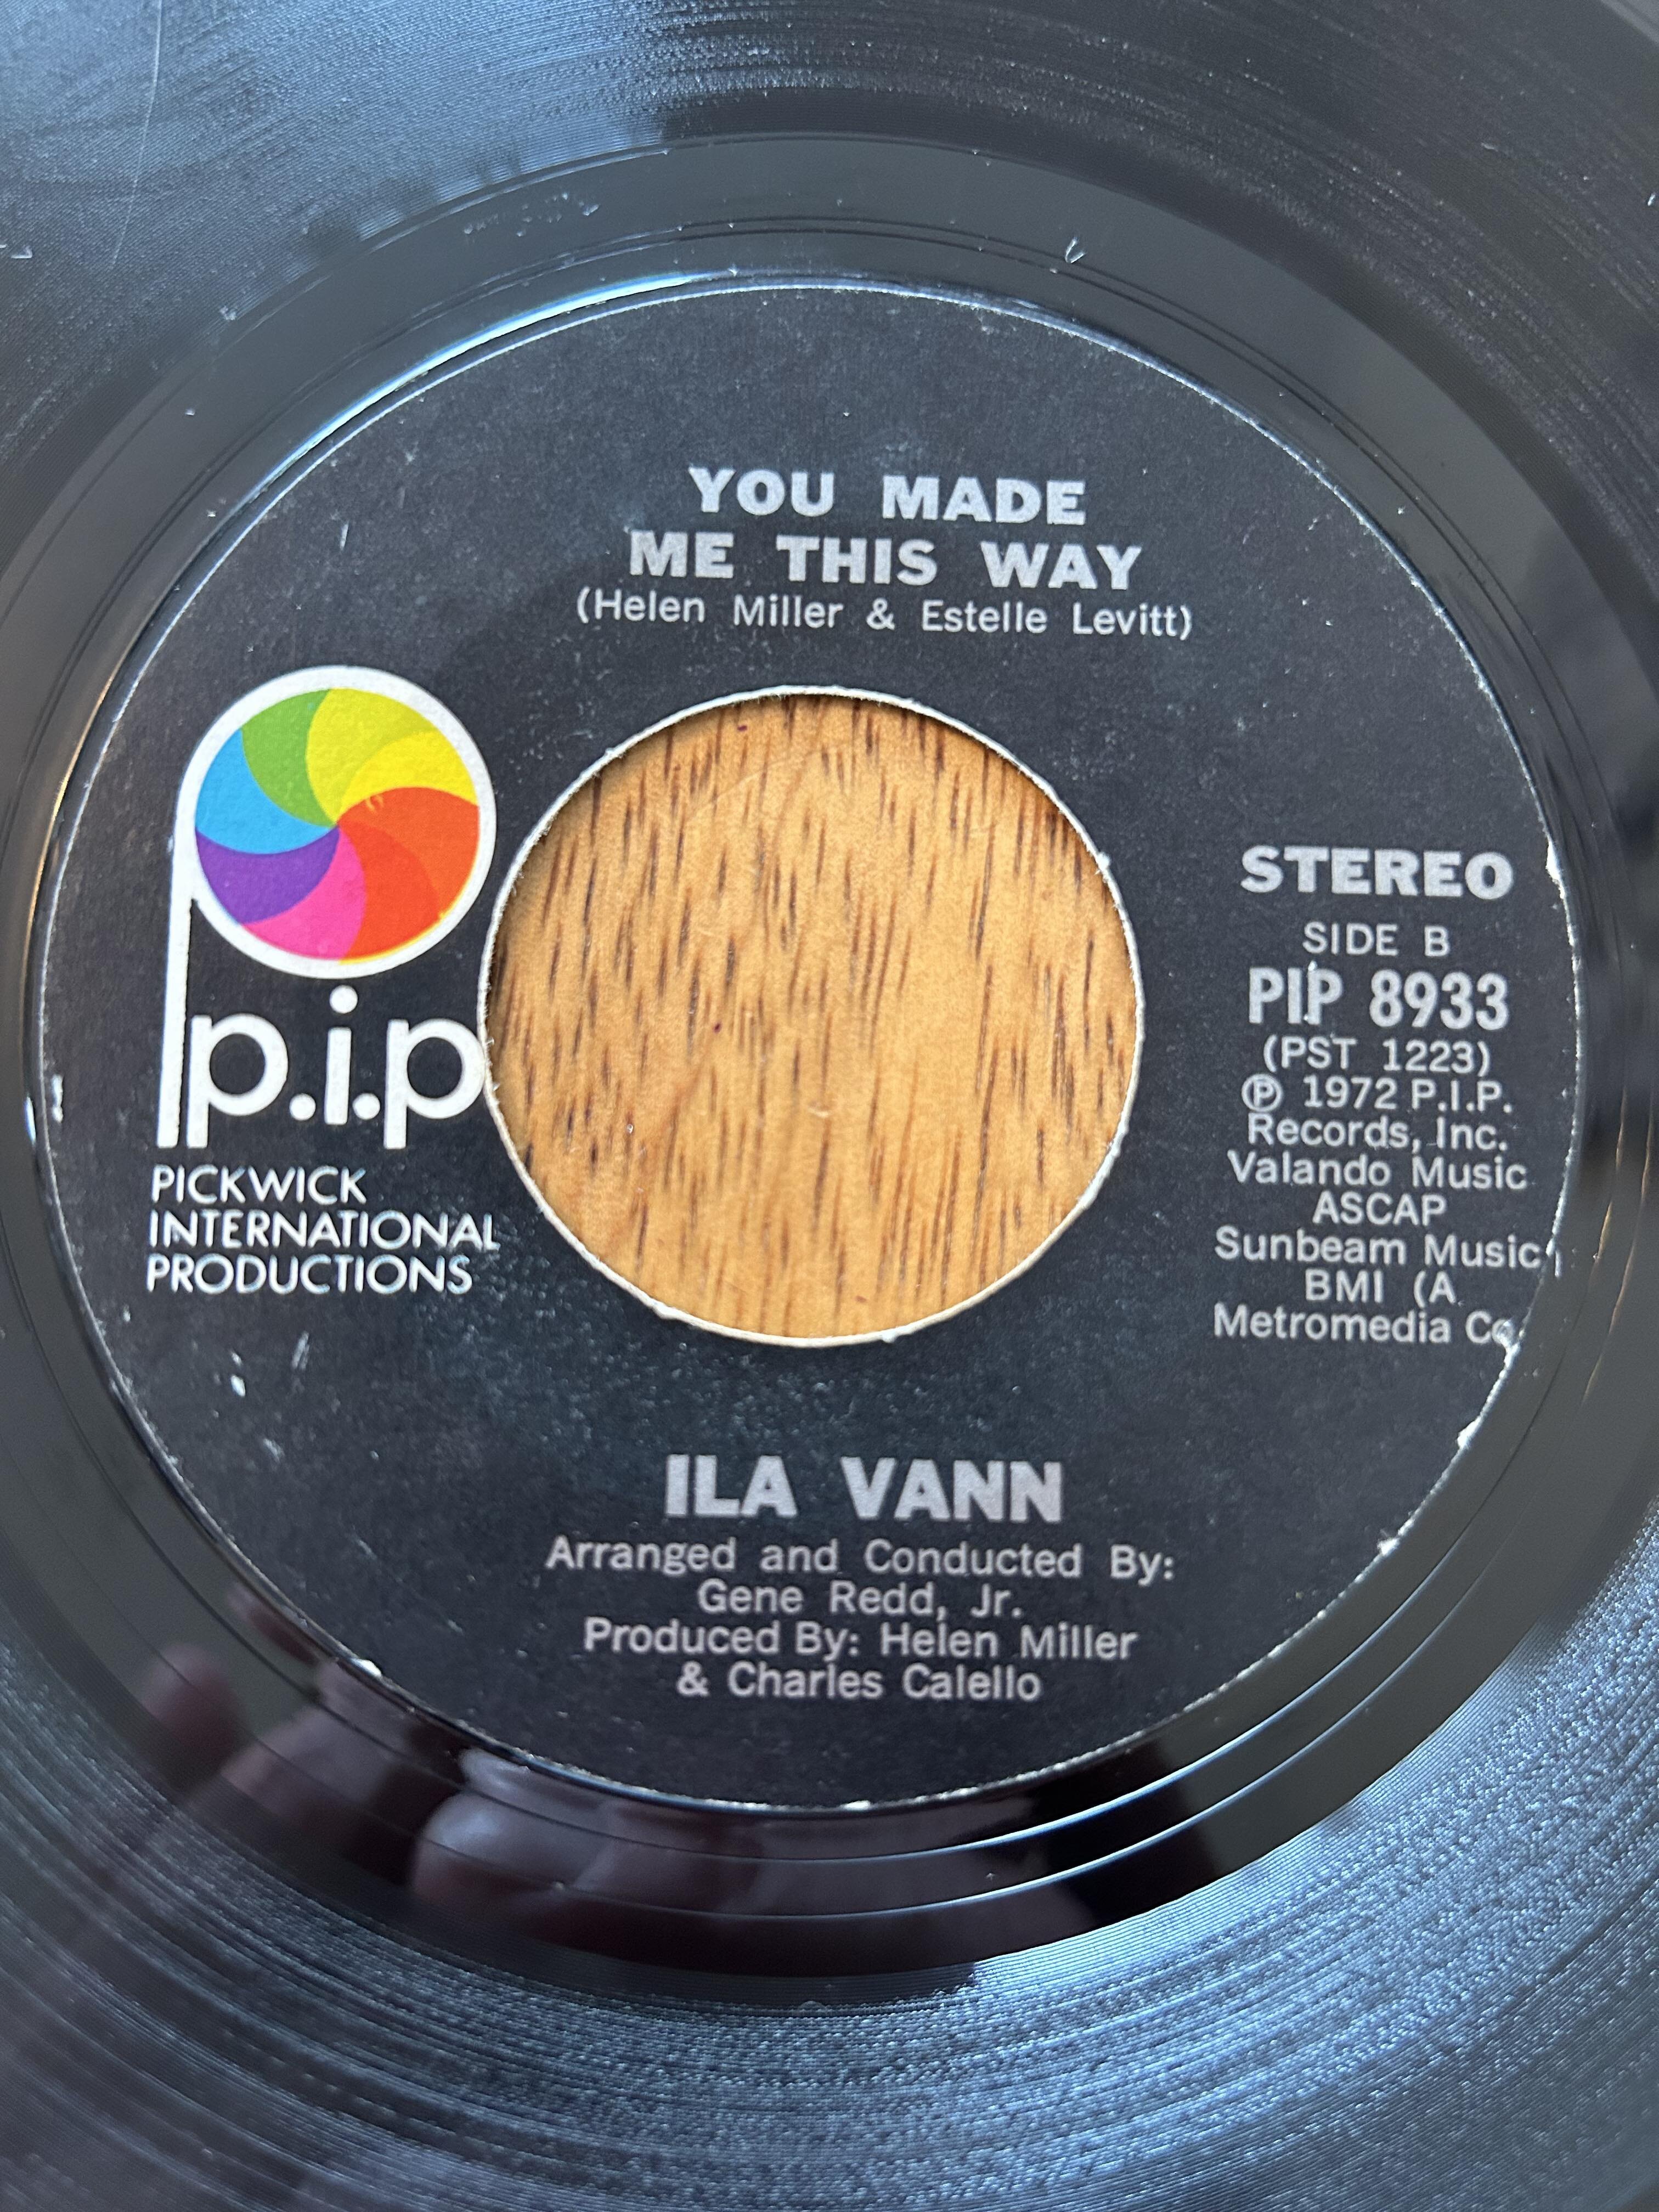 YOU MADE
ME THIS WAY
(Helen Miller & Estelle Levitt)
p.i.p
PICKWICK
INTERNATIONAL
PRODUCTIONS
STEREO
SIDE B
PIP 8933
(PST 1223)
℗ 1972 P.I.P.
Records, Inc.
Valando Music
ASCAP
Sunbeam Music,
BMI (A
Metromedia Co.
ILA VANN
Arranged and Conducted By:
Gene Redd, Jr.
Produced By: Helen Miller
& Charles Calello